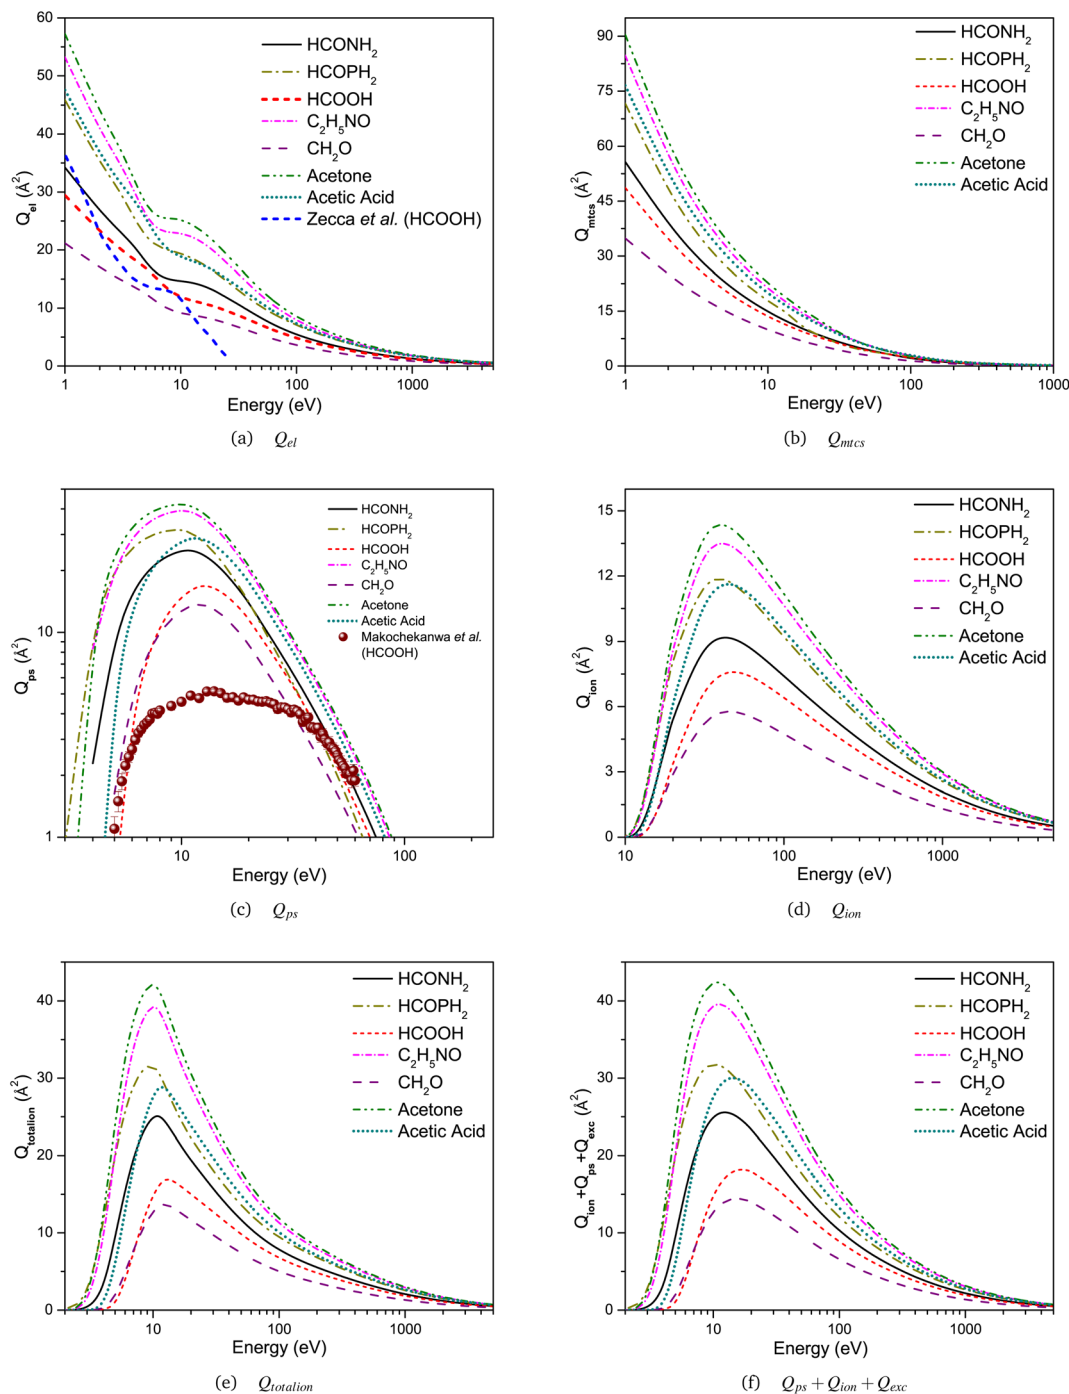 60
50
40
30
20
10
0
Q_el (Å²)
HCONH₂
HCOPH₂
HCOOH
C₂H₅NO
CH₂O
Acetone
Acetic Acid
Zecca et al. (HCOOH)
1 10 100 1000
Energy (eV)
(a) Q_el
90
75
60
45
30
15
0
Q_mtcs (Å²)
HCONH₂
HCOPH₂
HCOOH
C₂H₅NO
CH₂O
Acetone
Acetic Acid
1 10 100 1000
Energy (eV)
(b) Q_mtcs
10
1
Q_ps (Å²)
HCONH₂
HCOPH₂
HCOOH
C₂H₅NO
CH₂O
Acetone
Acetic Acid
Makochekanwa et al.
(HCOOH)
10 100
Energy (eV)
(c) Q_ps
15
12
9
6
3
0
Q_ion (Å²)
HCONH₂
HCOPH₂
HCOOH
C₂H₅NO
CH₂O
Acetone
Acetic Acid
10 100 1000
Energy (eV)
(d) Q_ion
40
30
20
10
0
Q_totalion (Å²)
HCONH₂
HCOPH₂
HCOOH
C₂H₅NO
CH₂O
Acetone
Acetic Acid
10 100 1000
Energy (eV)
(e) Q_totalion
40
30
20
10
0
Q_ion+Q_ps+Q_exc (Å²)
HCONH₂
HCOPH₂
HCOOH
C₂H₅NO
CH₂O
Acetone
Acetic Acid
10 100 1000
Energy (eV)
(f) Q_ps + Q_ion + Q_exc